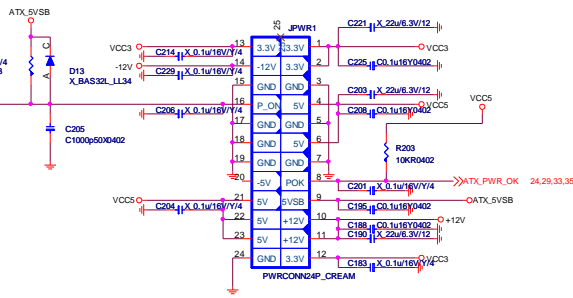 ATX_5VSB
JPWR1
25
VCC3
C214
X_0.1u/16V/Y/4
-12V
C229
X_0.1u/16V/Y/4
D13
X_BAS32L_LL34
C
A
C206
X_0.1u/16V/Y/4
C205
C1000p50X0402
VCC5
C204
X_0.1u/16V/Y/4
13 3.3V 3.3V 1
14 -12V 3.3V 2
15 GND GND 3
16 P_ON 5V 4
17 GND GND 5
18 GND 5V 6
19 GND GND 7
20 -5V POK 8
21 5V 5VSB 9
22 5V +12V 10
23 5V +12V 11
24 GND 3.3V 12
PWRCONN24P_CREAM
C221
X_22u/6.3V/12
VCC3
C225
C0.1u16Y0402
C203
X_22u/6.3V/12
VCC5
C208
C0.1u16Y0402
VCC5
R203
10KR0402
ATX_PWR_OK 24,29,33,35
C201
X_0.1u/16V/Y/4
ATX_5VSB
C195
C0.1u16Y0402
+12V
C188
C0.1u16Y0402
C190
X_22u/6.3V/12
VCC3
C183
X_0.1u/16V/Y/4